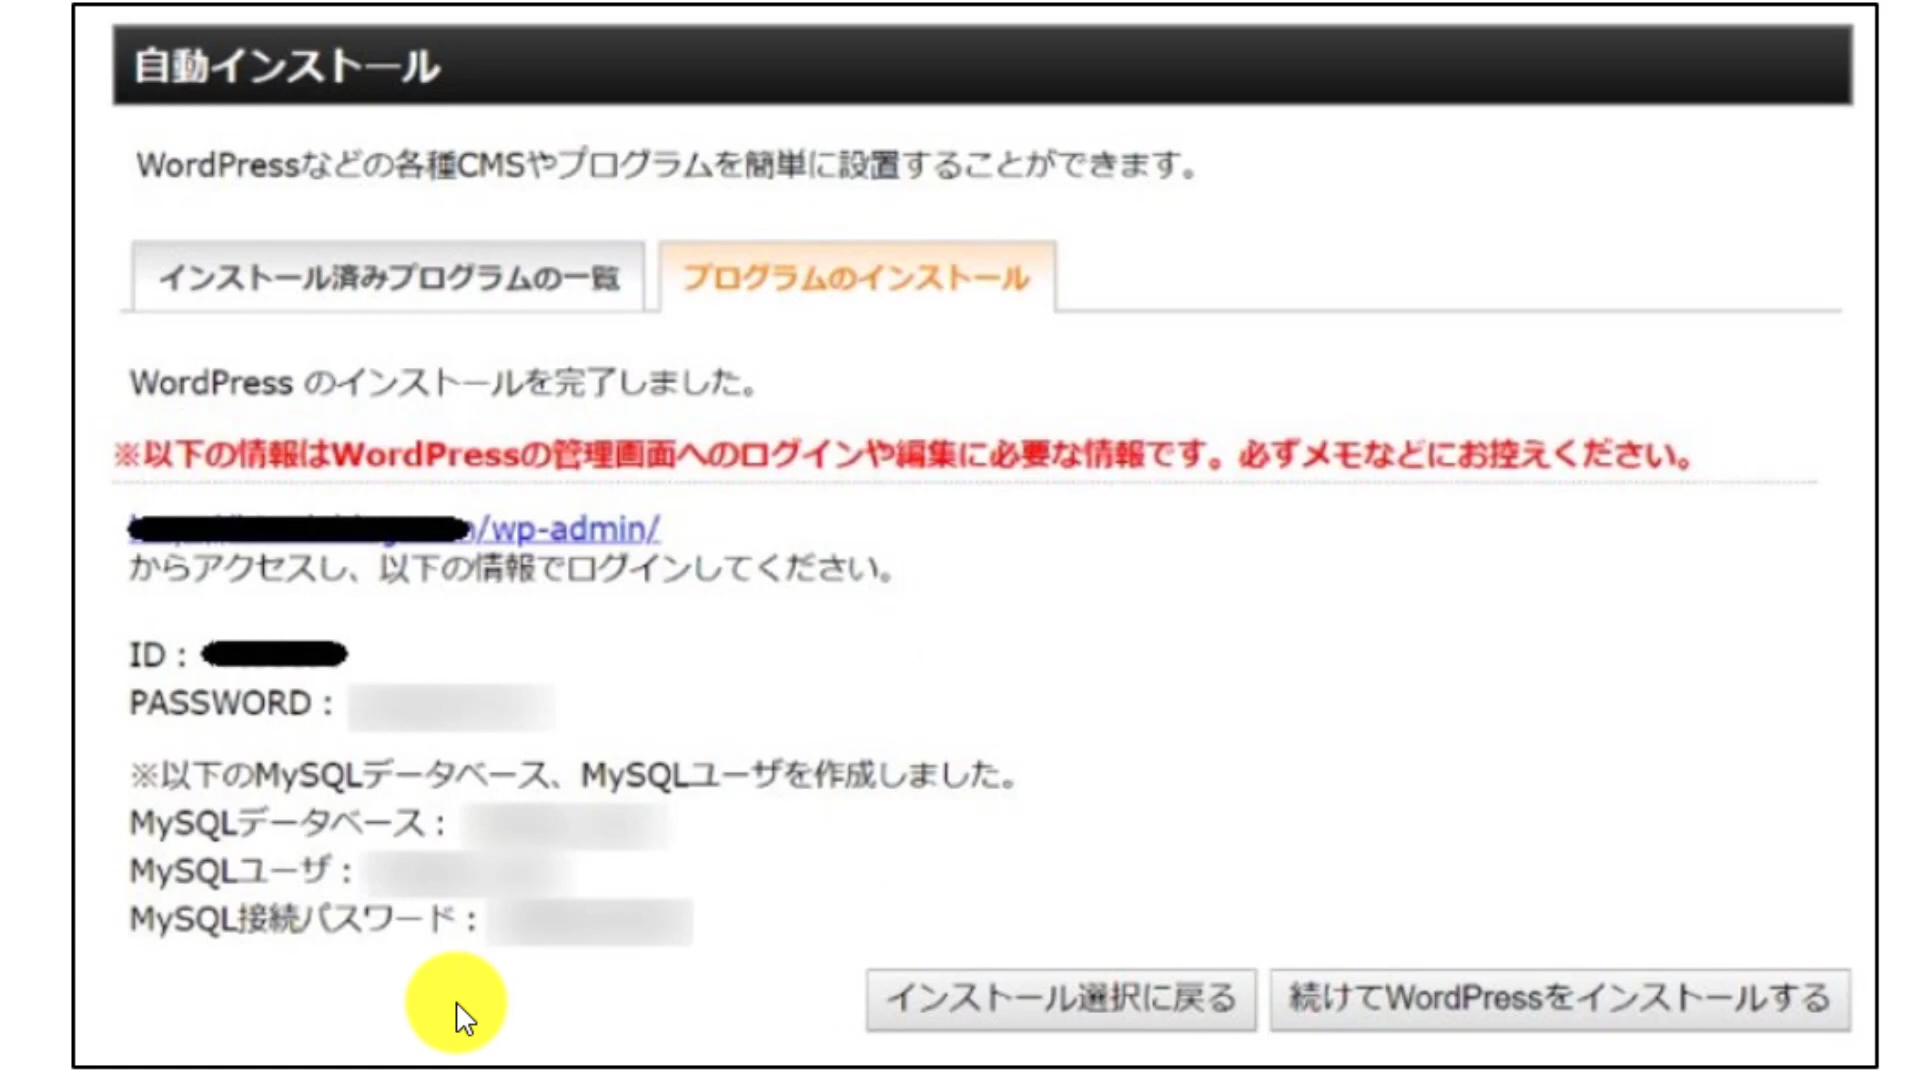 自動インストール
WordPressなどの各種CMSやプログラムを簡単に設置することができます。
インストール済みプログラムの一覧
プログラムのインストール
WordPress のインストールを完了しました。
※以下の情報はWordPressの管理画面へのログインや編集に必要な情報です。必ずメモなどにお控えください。
/wp-admin/
からアクセスし、以下の情報でログインしてください。
ID：
PASSWORD：
※以下のMySQLデータベース、MySQLユーザを作成しました。
MySQLデータベース：
MySQLユーザ：
MySQL接続パスワード：
インストール選択に戻る
続けてWordPressをインストールする